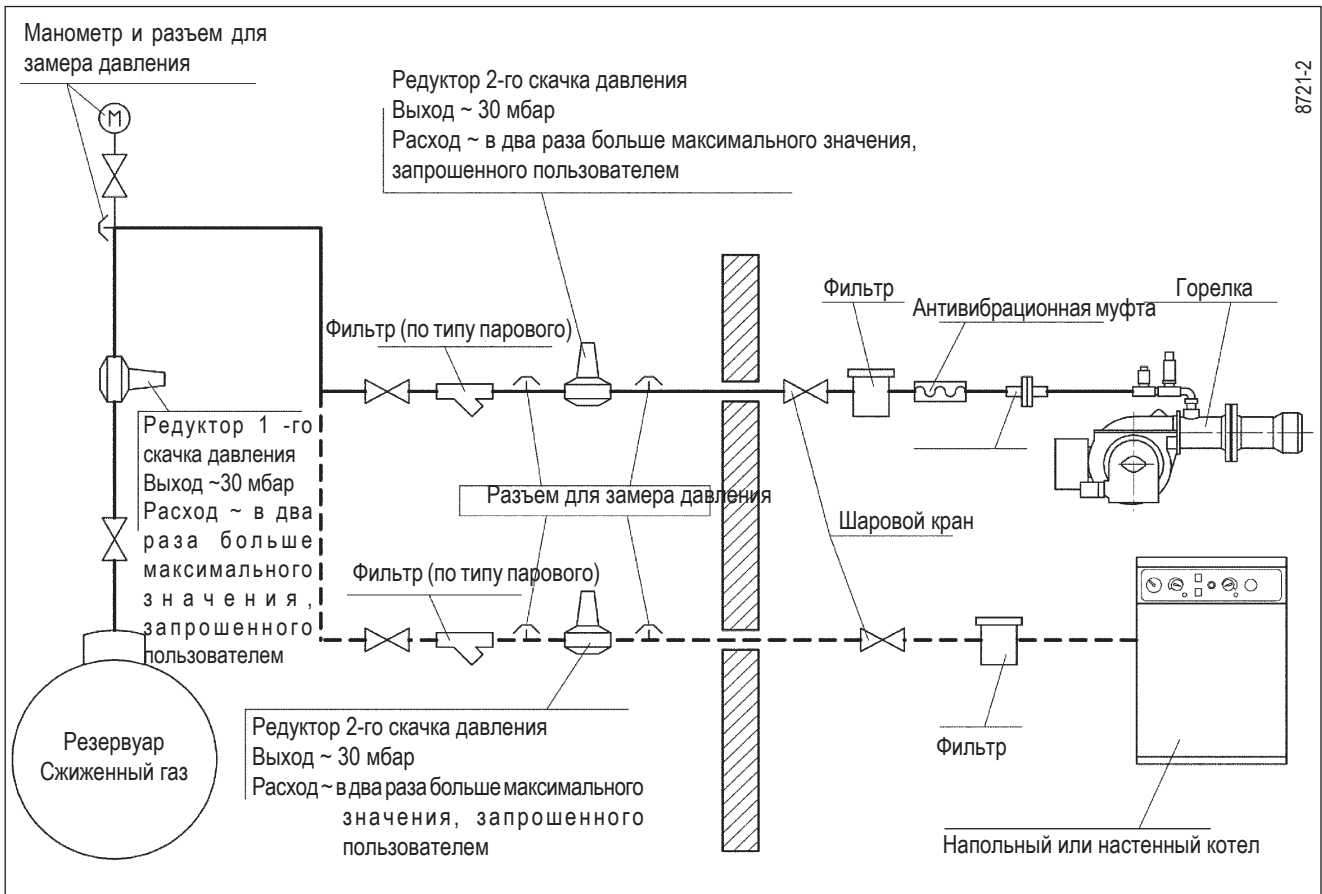 Манометр и разъем для
замера давления
M
8721-2
Редуктор 2-го скачка давления
Выход ~ 30 мбар
Расход ~ в два раза больше максимального значения,
запрошенного пользователем
Фильтр
Горелка
Антивибрационная муфта
Фильтр (по типу парового)
Редуктор 1 -го
скачка давления
Выход ~30 мбар
Расход ~ в два
раза больше
максимального
значения,
запрошенного
пользователем
Разъем для замера давления
Шаровой кран
Фильтр (по типу парового)
Резервуар
Сжиженный газ
Редуктор 2-го скачка давления
Выход ~ 30 мбар
Расход ~ в два раза больше максимального
значения, запрошенного
пользователем
Фильтр
Напольный или настенный котел